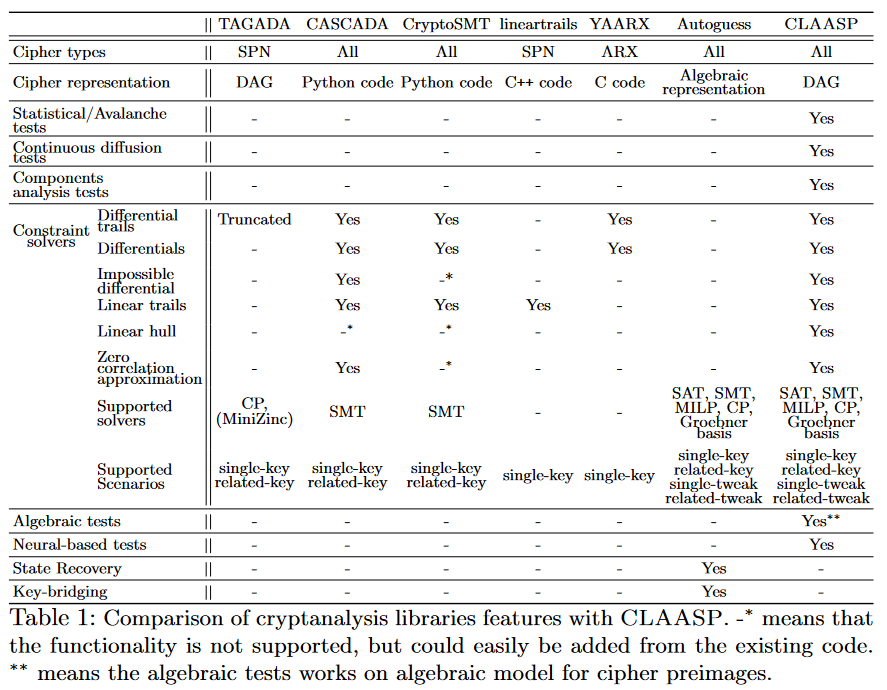 || TAGADA CASCADA CryptoSMT lineartrails YAARX Autoguess CLAASP
Cipher types || SPN All All SPN ARX All All
Cipher representation || DAG Python code Python code C++ code C code Algebraic representation DAG
Statistical/Avalanche tests || - - - - - - Yes
Continuous diffusion tests || - - - - - - Yes
Components analysis tests || - - - - - - Yes
Constraint solvers Differential trails Truncated Yes Yes - Yes - Yes
Differentials - Yes Yes - Yes - Yes
Impossible differential - Yes -* - - - Yes
Linear trails - Yes Yes Yes - - Yes
Linear hull - -* -* - - - Yes
Zero correlation approximation - Yes -* - - - Yes
Supported solvers CP, (MiniZinc) SMT SMT - - SAT, SMT, MILP, CP, Groebner basis SAT, SMT, MILP, CP, Groebner basis
Supported Scenarios single-key related-key single-key related-key single-key related-key single-key single-key single-key related-key single-tweak related-tweak single-key related-key single-tweak related-tweak
Algebraic tests || - - - - - - Yes**
Neural-based tests || - - - - - - Yes
State Recovery || - - - - - Yes -
Key-bridging || - - - - - Yes -
Table 1: Comparison of cryptanalysis libraries features with CLAASP. -* means that
the functionality is not supported, but could easily be added from the existing code.
** means the algebraic tests works on algebraic model for cipher preimages.